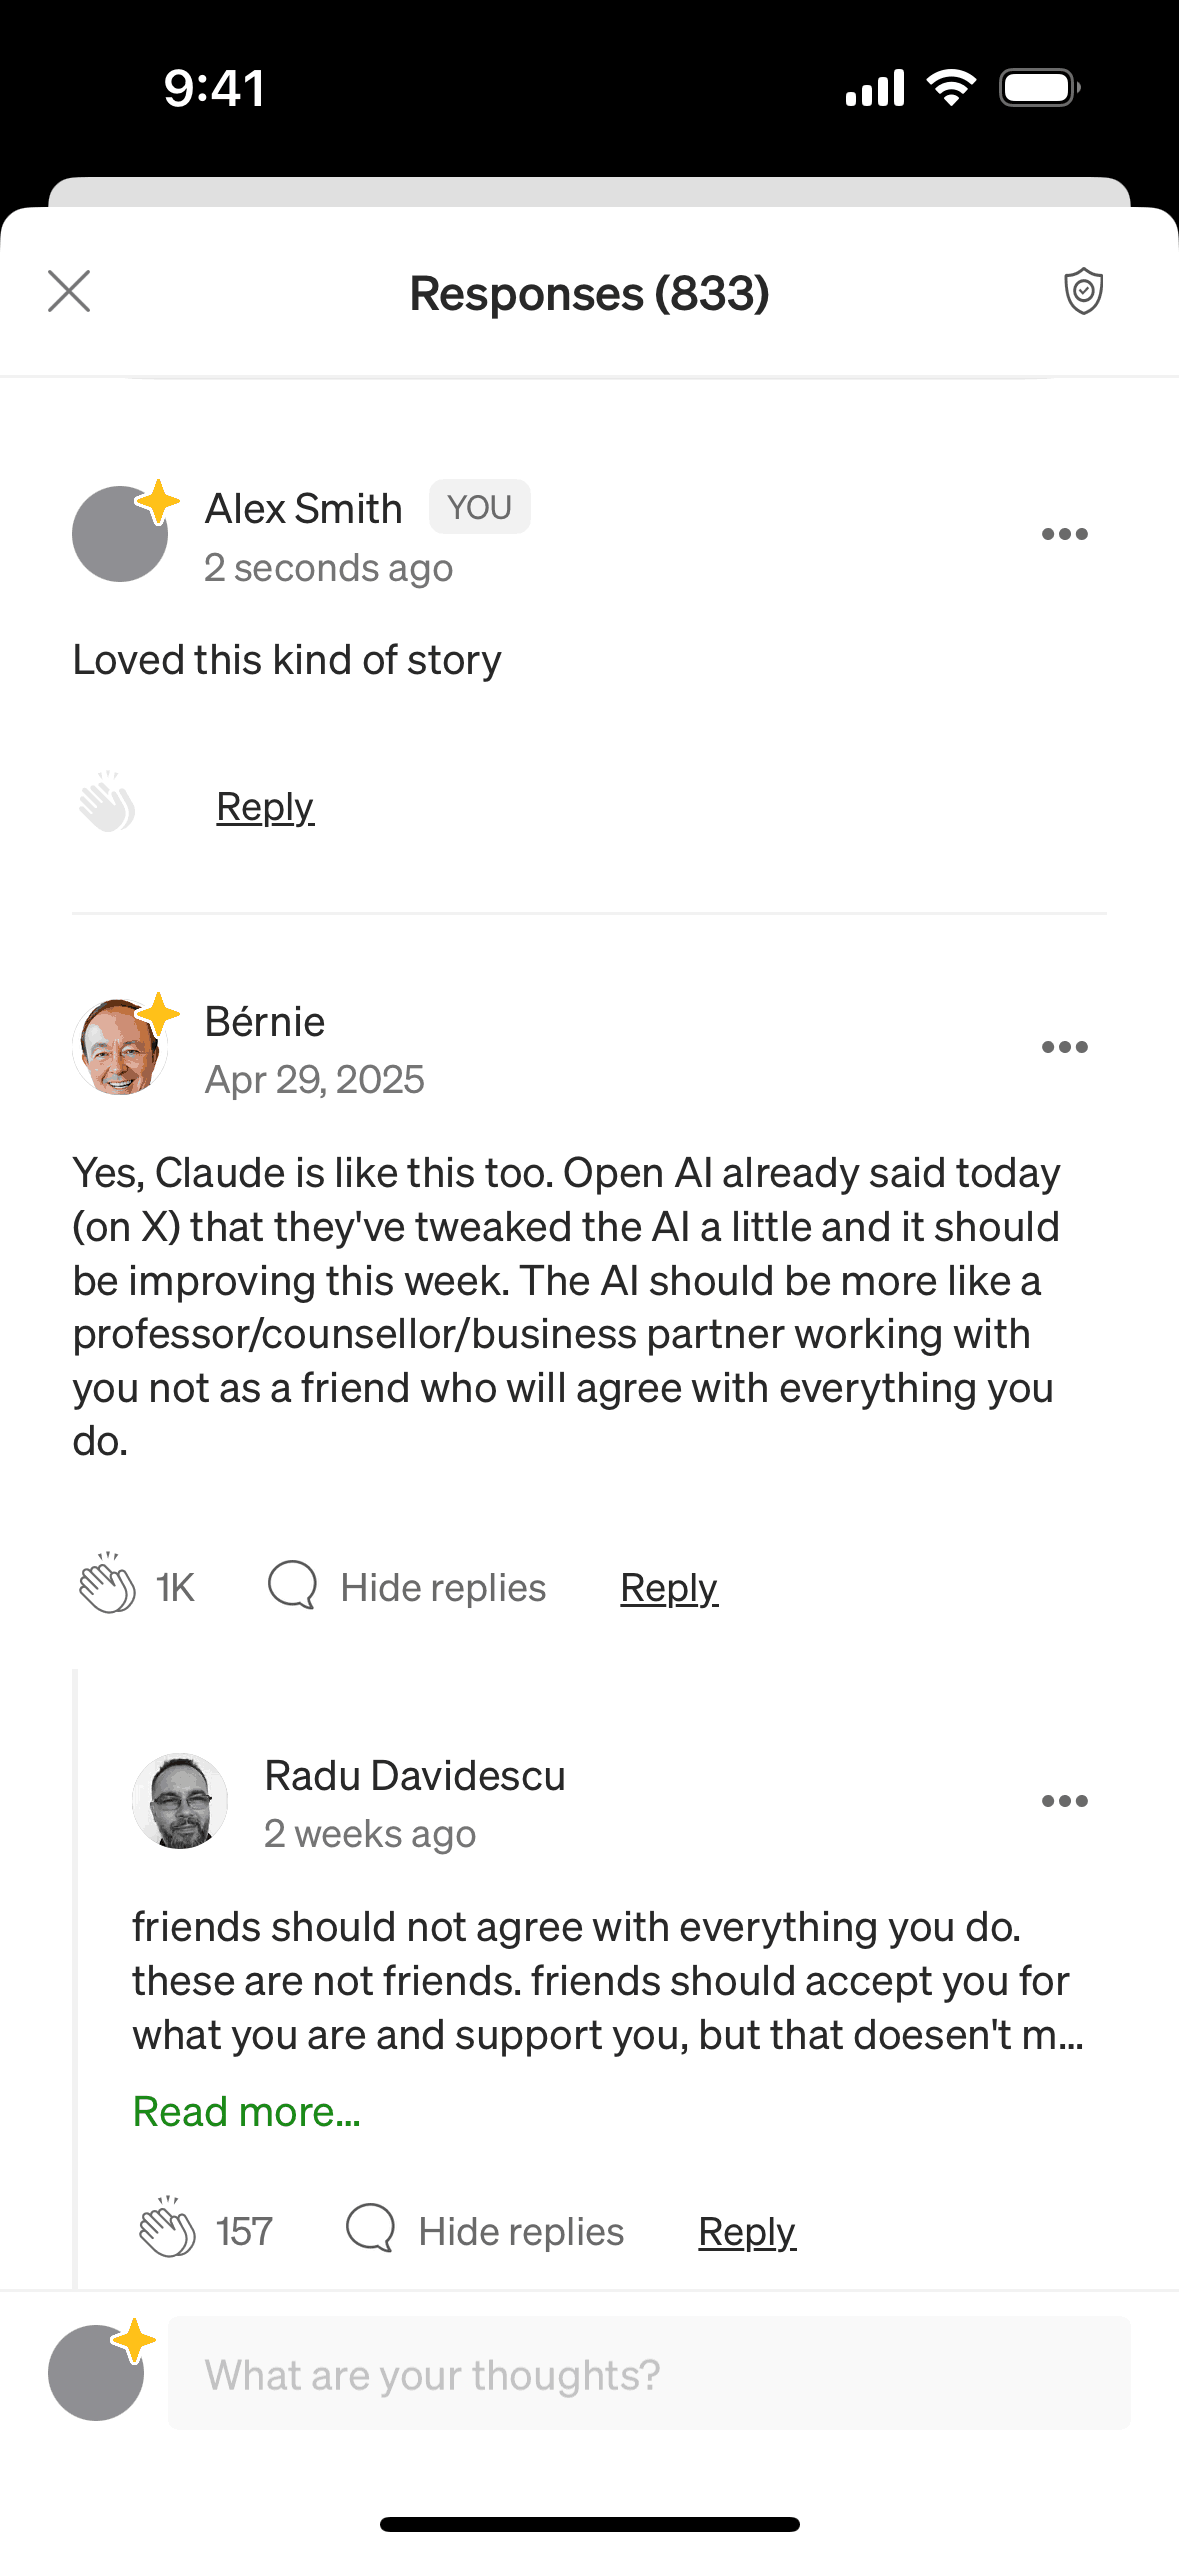 9:41
Responses (833)
Alex Smith YOU
2 seconds ago
Loved this kind of story
Reply
Bérnie
Apr 29, 2025
Yes, Claude is like this too. Open AI already said today
(on X) that they've tweaked the AI a little and it should
be improving this week. The AI should be more like a
professor/counsellor/business partner working with
you not as a friend who will agree with everything you
do.
1K Hide replies Reply
Radu Davidescu
2 weeks ago
friends should not agree with everything you do.
these are not friends. friends should accept you for
what you are and support you, but that doesen't m...
Read more...
157 Hide replies Reply
What are your thoughts?